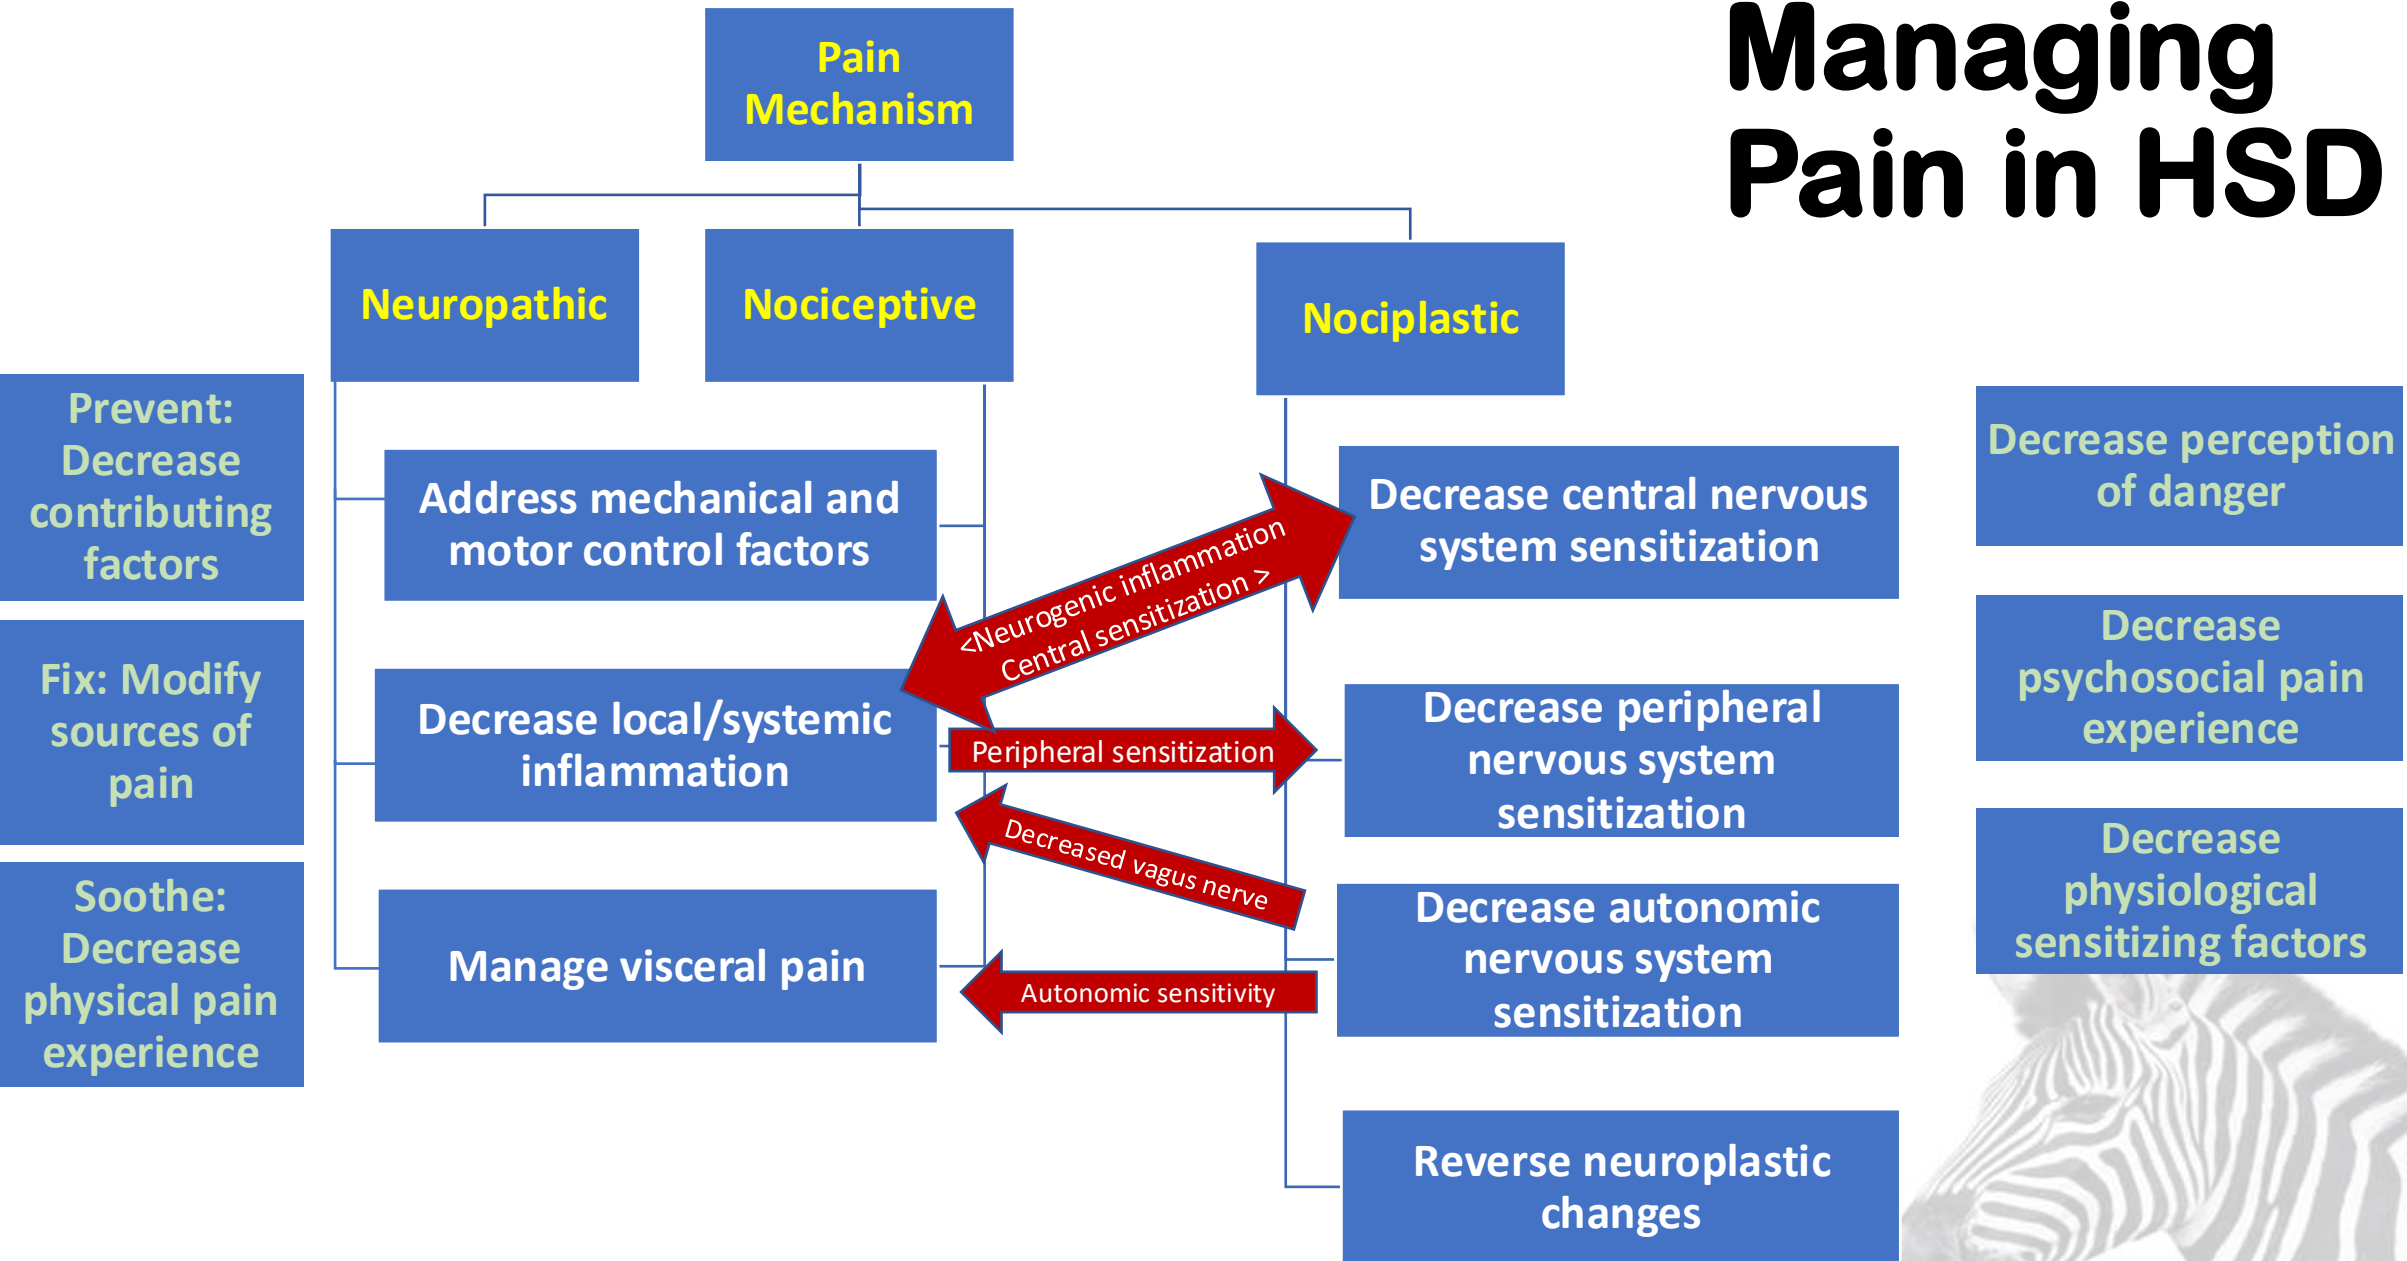 Managing
Pain in HSD
Pain
Mechanism
Neuropathic
Nociceptive
Nociplastic
Prevent:
Decrease
contributing
factors
Fix: Modify
sources of
pain
Soothe:
Decrease
physical pain
experience
Address mechanical and
motor control factors
Decrease local/systemic
inflammation
Manage visceral pain
<Neurogenic inflammation
Central sensitization >
Peripheral sensitization
Decreased vagus nerve
Autonomic sensitivity
Decrease central nervous
system sensitization
Decrease peripheral
nervous system
sensitization
Decrease autonomic
nervous system
sensitization
Reverse neuroplastic
changes
Decrease perception
of danger
Decrease
psychosocial pain
experience
Decrease
physiological
sensitizing factors